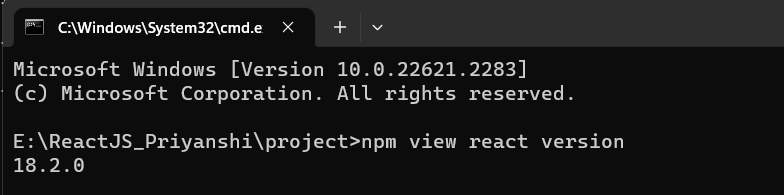 C:\Windows\System32\cmd.e
Microsoft Windows [Version 10.0.22621.2283]
(c) Microsoft Corporation. All rights reserved.
E:\ReactJS_Priyanshi\project>npm view react version
18.2.0